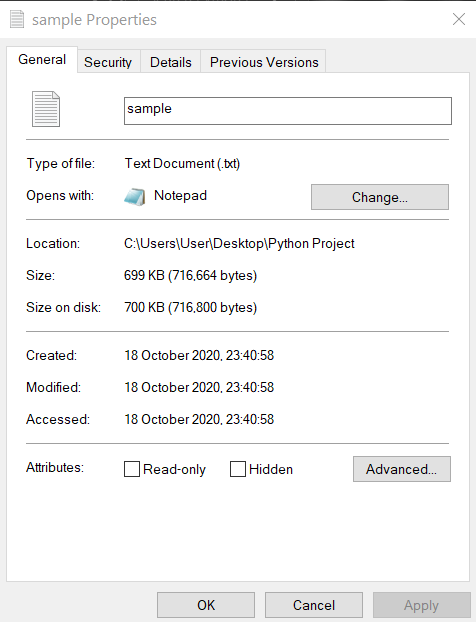 sample Properties
General Security Details Previous Versions
sample
Type of file: Text Document (.txt)
Opens with: Notepad Change...
Location: C:\Users\User\Desktop\Python Project
Size: 699 KB (716,664 bytes)
Size on disk: 700 KB (716,800 bytes)
Created: 18 October 2020, 23:40:58
Modified: 18 October 2020, 23:40:58
Accessed: 18 October 2020, 23:40:58
Attributes: Read-only Hidden Advanced...
OK Cancel Apply